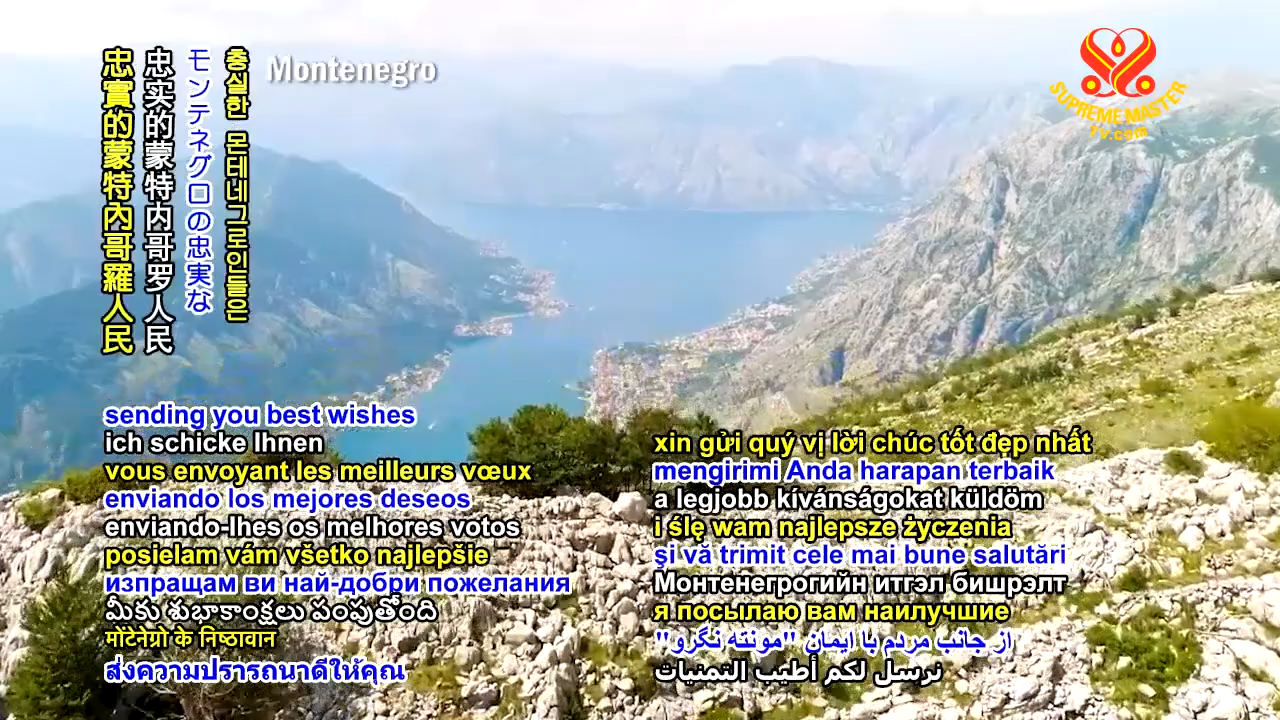 忠實的蒙特內哥羅人民
忠实的蒙特内哥罗人民
モンテネグロの忠実な
충실한 몬테네그로인들은
Montenegro
SUPREME MASTER
TV.com
sending you best wishes
ich schicke Ihnen
vous envoyant les meilleurs vœux
enviando los mejores deseos
enviando-lhes os melhores votos
posielam vám všetko najlepšie
изпращам ви най-добри пожелания
మీకు శుభాకాంక్షలు పంపుతోంది
मोंटेनेग्रो के निष्ठावान
ส่งความปรารถนาดีให้คุณ
xin gửi quý vị lời chúc tốt đẹp nhất
mengirimi Anda harapan terbaik
a legjobb kívánságokat küldöm
i ślę wam najlepsze życzenia
şi vă trimit cele mai bune salutări
Монтенегрогийн итгэл бишрэлт
я посылаю вам наилучшие
از جانب مردم با ایمانِ "مونته نگرو"
نرسل لكم أطيب التمنيات